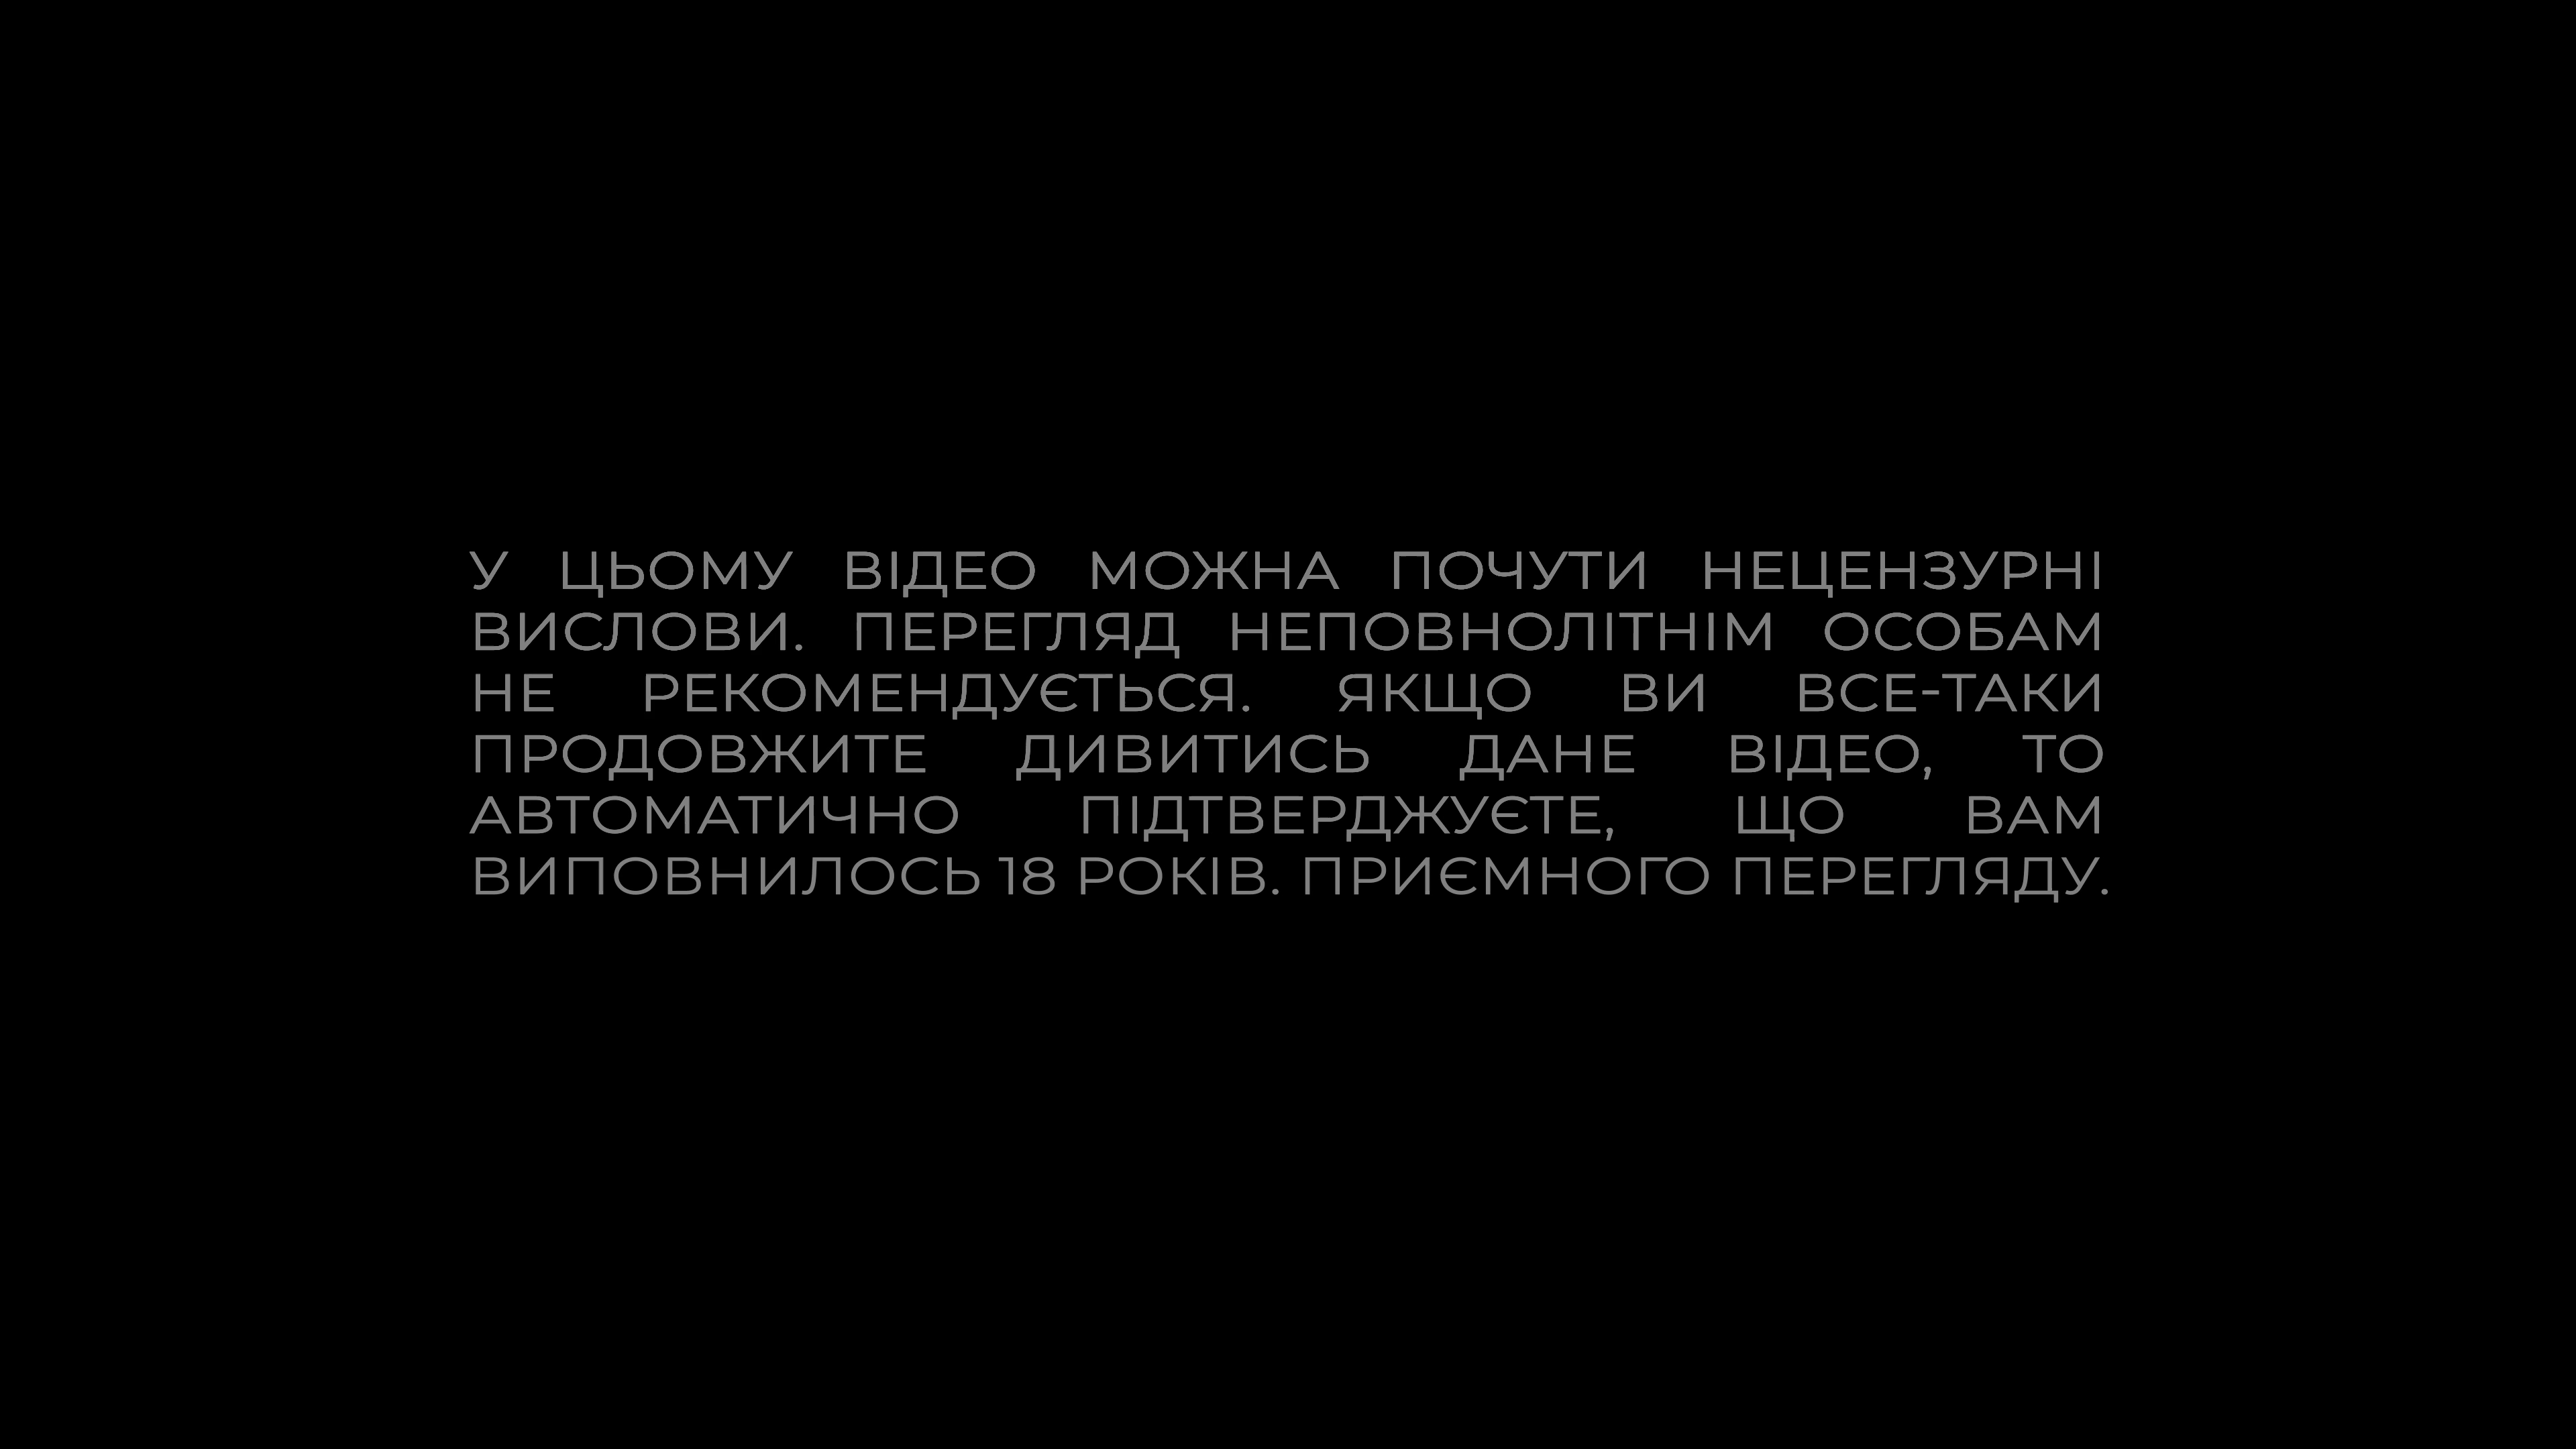 У ЦЬОМУ ВІДЕО МОЖНА ПОЧУТИ НЕЦЕНЗУРНІ
ВИСЛОВИ. ПЕРЕГЛЯД НЕПОВНОЛІТНІМ ОСОБАМ
НЕ РЕКОМЕНДУЄТЬСЯ. ЯКЩО ВИ ВСЕ-ТАКИ
ПРОДОВЖИТЕ ДИВИТИСЬ ДАНЕ ВІДЕО, ТО
АВТОМАТИЧНО ПІДТВЕРДЖУЄТЕ, ЩО ВАМ
ВИПОВНИЛОСЬ 18 РОКІВ. ПРИЄМНОГО ПЕРЕГЛЯДУ.